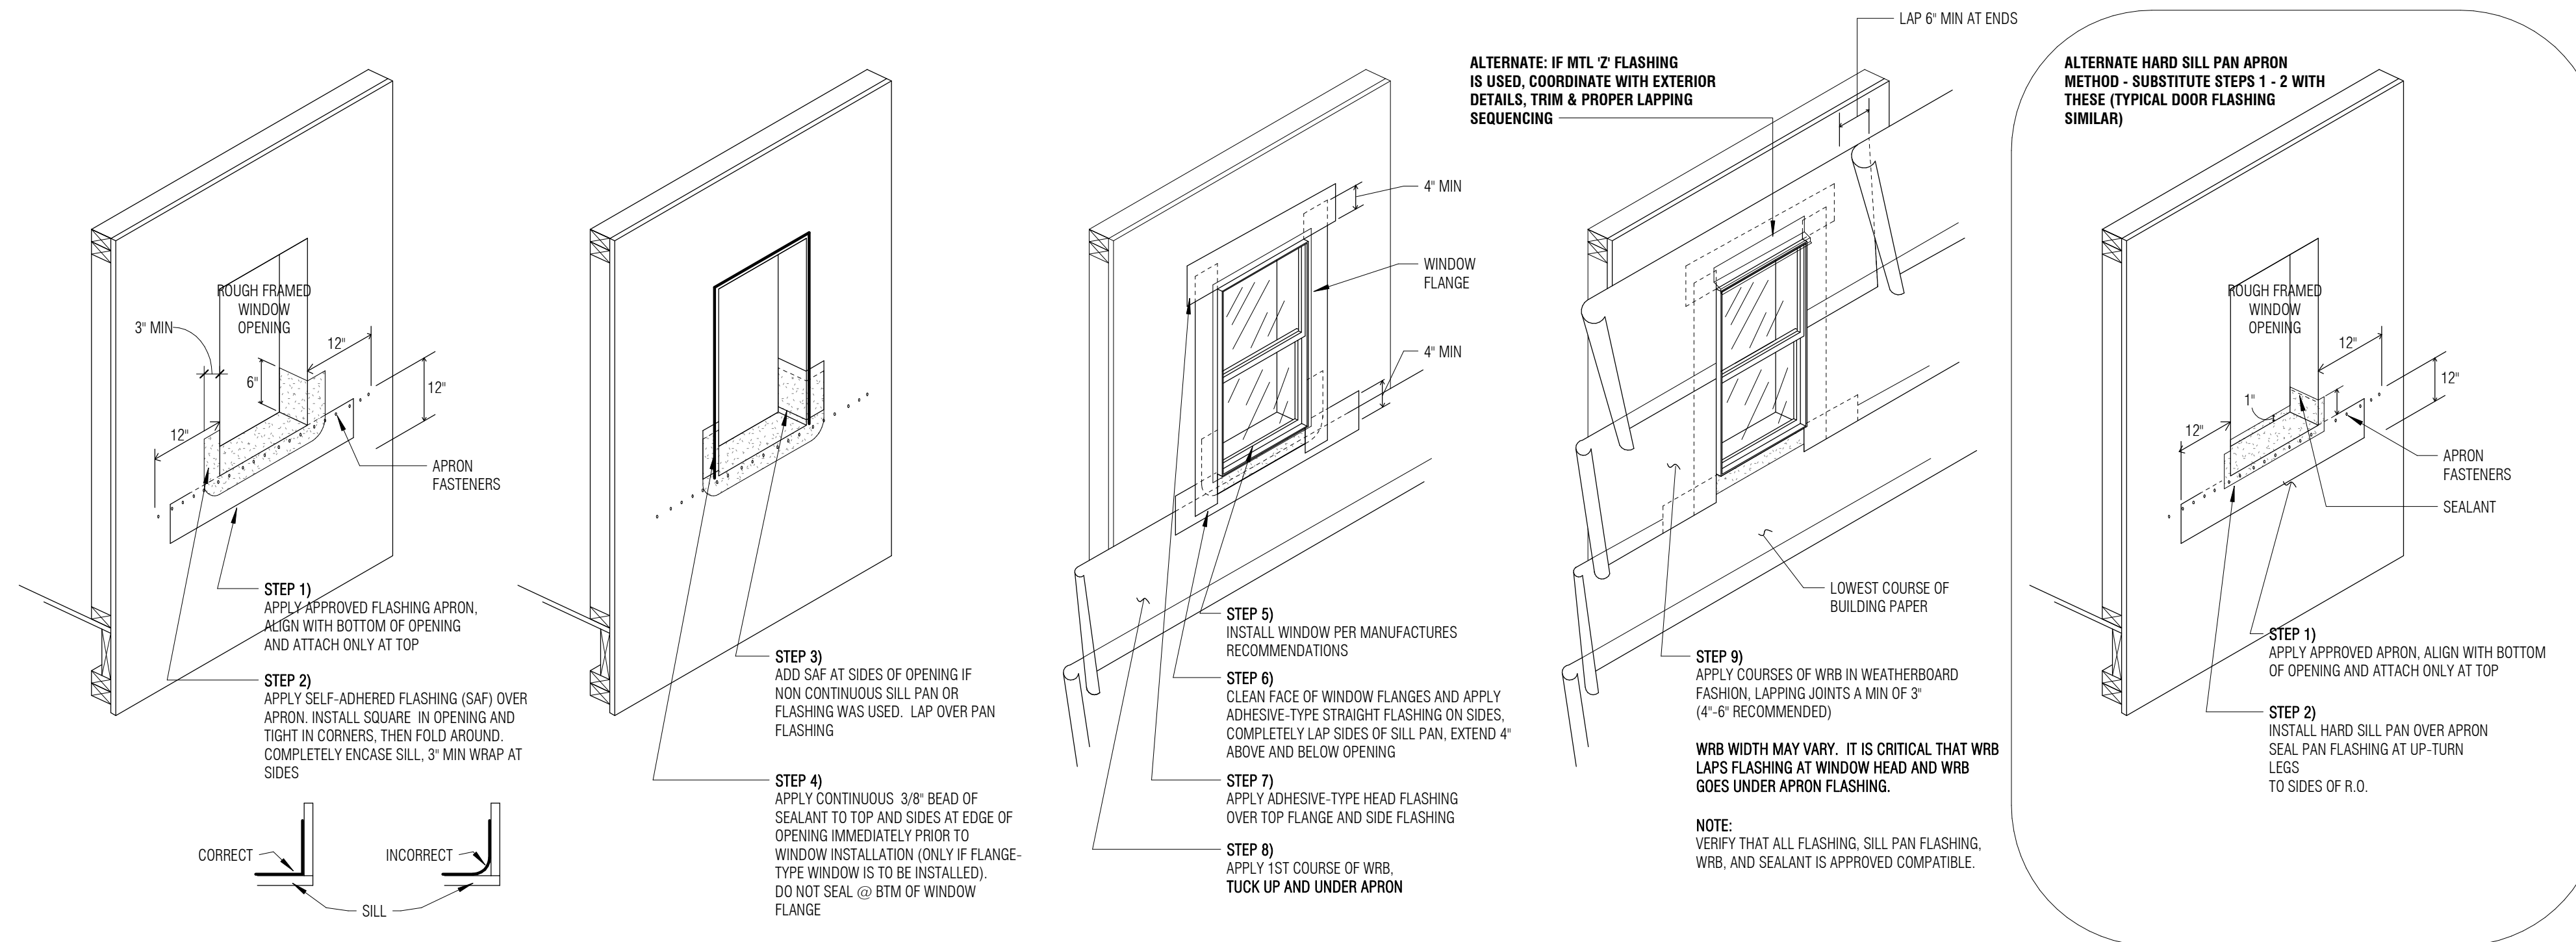 ROUGH FRAMED
WINDOW
OPENING
3" MIN
12"
6"
12"
12"
APRON
FASTENERS
STEP 1)
APPLY APPROVED FLASHING APRON,
ALIGN WITH BOTTOM OF OPENING
AND ATTACH ONLY AT TOP
STEP 2)
APPLY SELF-ADHERED FLASHING (SAF) OVER
APRON. INSTALL SQUARE IN OPENING AND
TIGHT IN CORNERS, THEN FOLD AROUND.
COMPLETELY ENCASE SILL, 3" MIN WRAP AT
SIDES
CORRECT
INCORRECT
SILL
STEP 3)
ADD SAF AT SIDES OF OPENING IF
NON CONTINUOUS SILL PAN OR
FLASHING WAS USED. LAP OVER PAN
FLASHING
STEP 4)
APPLY CONTINUOUS 3/8" BEAD OF
SEALANT TO TOP AND SIDES AT EDGE OF
OPENING IMMEDIATELY PRIOR TO
WINDOW INSTALLATION (ONLY IF FLANGE-
TYPE WINDOW IS TO BE INSTALLED).
DO NOT SEAL @ BTM OF WINDOW
FLANGE
4" MIN
WINDOW
FLANGE
4" MIN
STEP 5)
INSTALL WINDOW PER MANUFACTURES
RECOMMENDATIONS
STEP 6)
CLEAN FACE OF WINDOW FLANGES AND APPLY
ADHESIVE-TYPE STRAIGHT FLASHING ON SIDES,
COMPLETELY LAP SIDES OF SILL PAN, EXTEND 4"
ABOVE AND BELOW OPENING
STEP 7)
APPLY ADHESIVE-TYPE HEAD FLASHING
OVER TOP FLANGE AND SIDE FLASHING
STEP 8)
APPLY 1ST COURSE OF WRB,
TUCK UP AND UNDER APRON
LAP 6" MIN AT ENDS
ALTERNATE: IF MTL 'Z' FLASHING
IS USED, COORDINATE WITH EXTERIOR
DETAILS, TRIM & PROPER LAPPING
SEQUENCING
LOWEST COURSE OF
BUILDING PAPER
STEP 9)
APPLY COURSES OF WRB IN WEATHERBOARD
FASHION, LAPPING JOINTS A MIN OF 3"
(4"-6" RECOMMENDED)
WRB WIDTH MAY VARY. IT IS CRITICAL THAT WRB
LAPS FLASHING AT WINDOW HEAD AND WRB
GOES UNDER APRON FLASHING.
NOTE:
VERIFY THAT ALL FLASHING, SILL PAN FLASHING,
WRB, AND SEALANT IS APPROVED COMPATIBLE.
ALTERNATE HARD SILL PAN APRON
METHOD - SUBSTITUTE STEPS 1 - 2 WITH
THESE (TYPICAL DOOR FLASHING
SIMILAR)
ROUGH FRAMED
WINDOW
OPENING
12"
12"
1"
12"
APRON
FASTENERS
SEALANT
STEP 1)
APPLY APPROVED APRON, ALIGN WITH BOTTOM
OF OPENING AND ATTACH ONLY AT TOP
STEP 2)
INSTALL HARD SILL PAN OVER APRON
SEAL PAN FLASHING AT UP-TURN
LEGS
TO SIDES OF R.O.